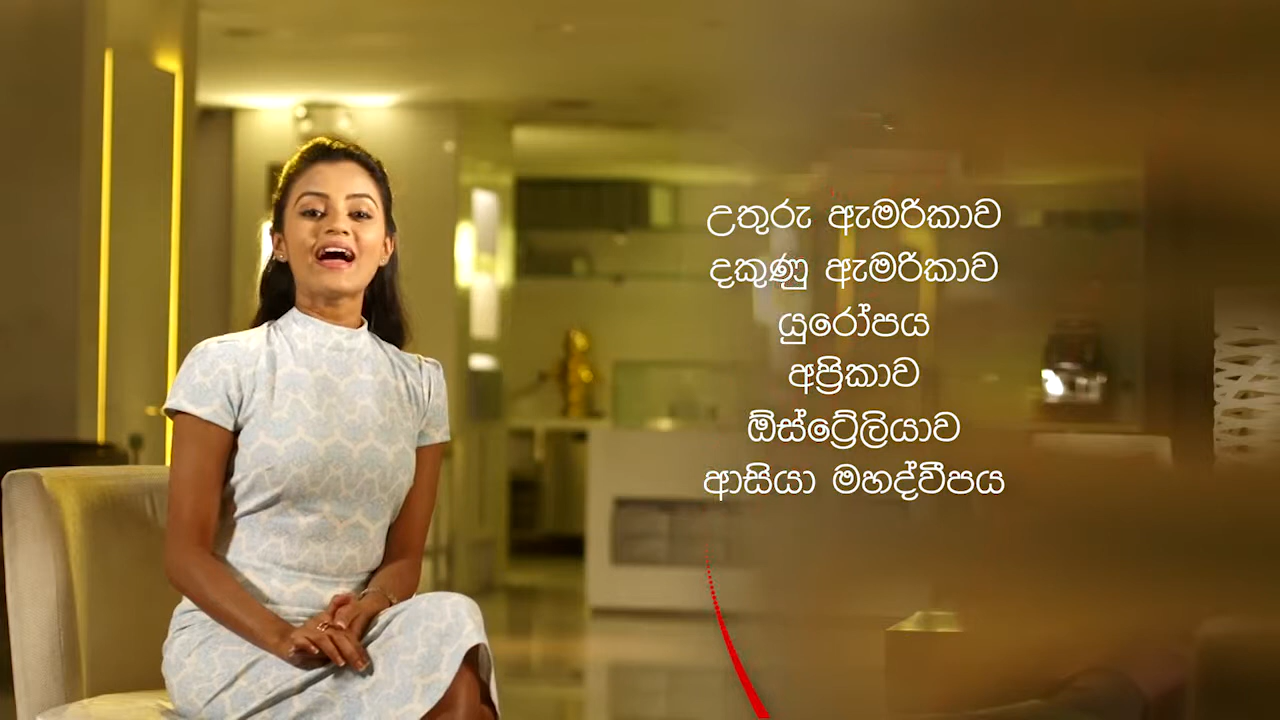 උතුරු ඇමරිකාව
දකුණු ඇමරිකාව
යුරෝපය
අප්‍රිකාව
ඕස්ට්‍රේලියාව
ආසියා මහද්වීපය